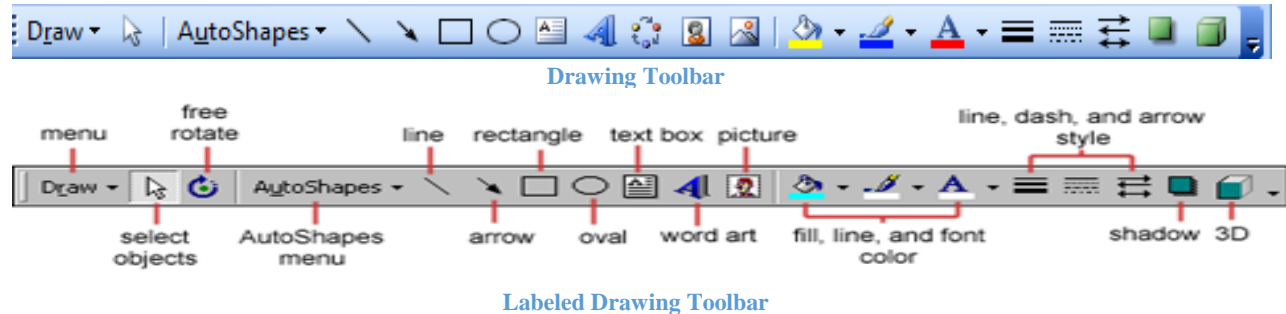 Draw AutoShapes
Drawing Toolbar
menu free rotate line rectangle text box picture line, dash, and arrow style
Draw AutoShapes
select objects AutoShapes menu arrow oval word art fill, line, and font color shadow 3D
Labeled Drawing Toolbar